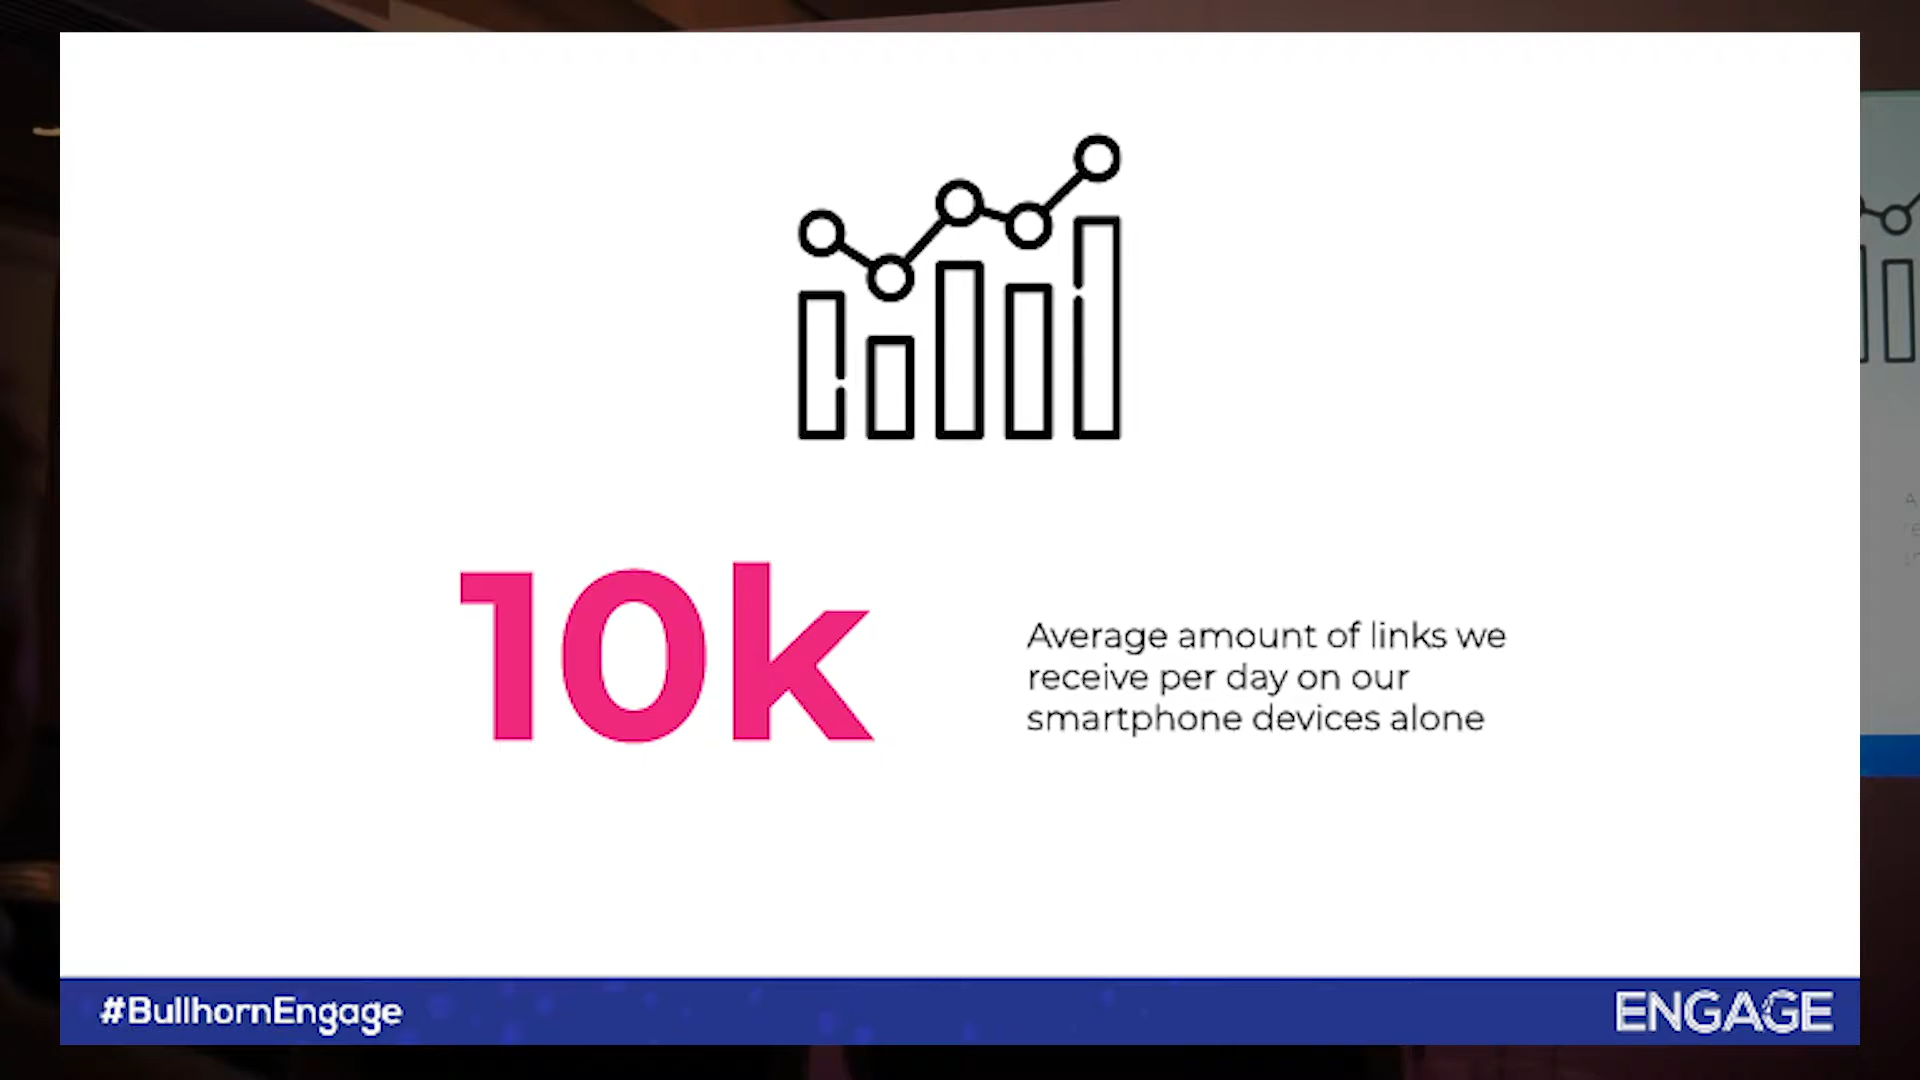 10k
Average amount of links we
receive per day on our
smartphone devices alone
#BullhornEngage
ENGAGE